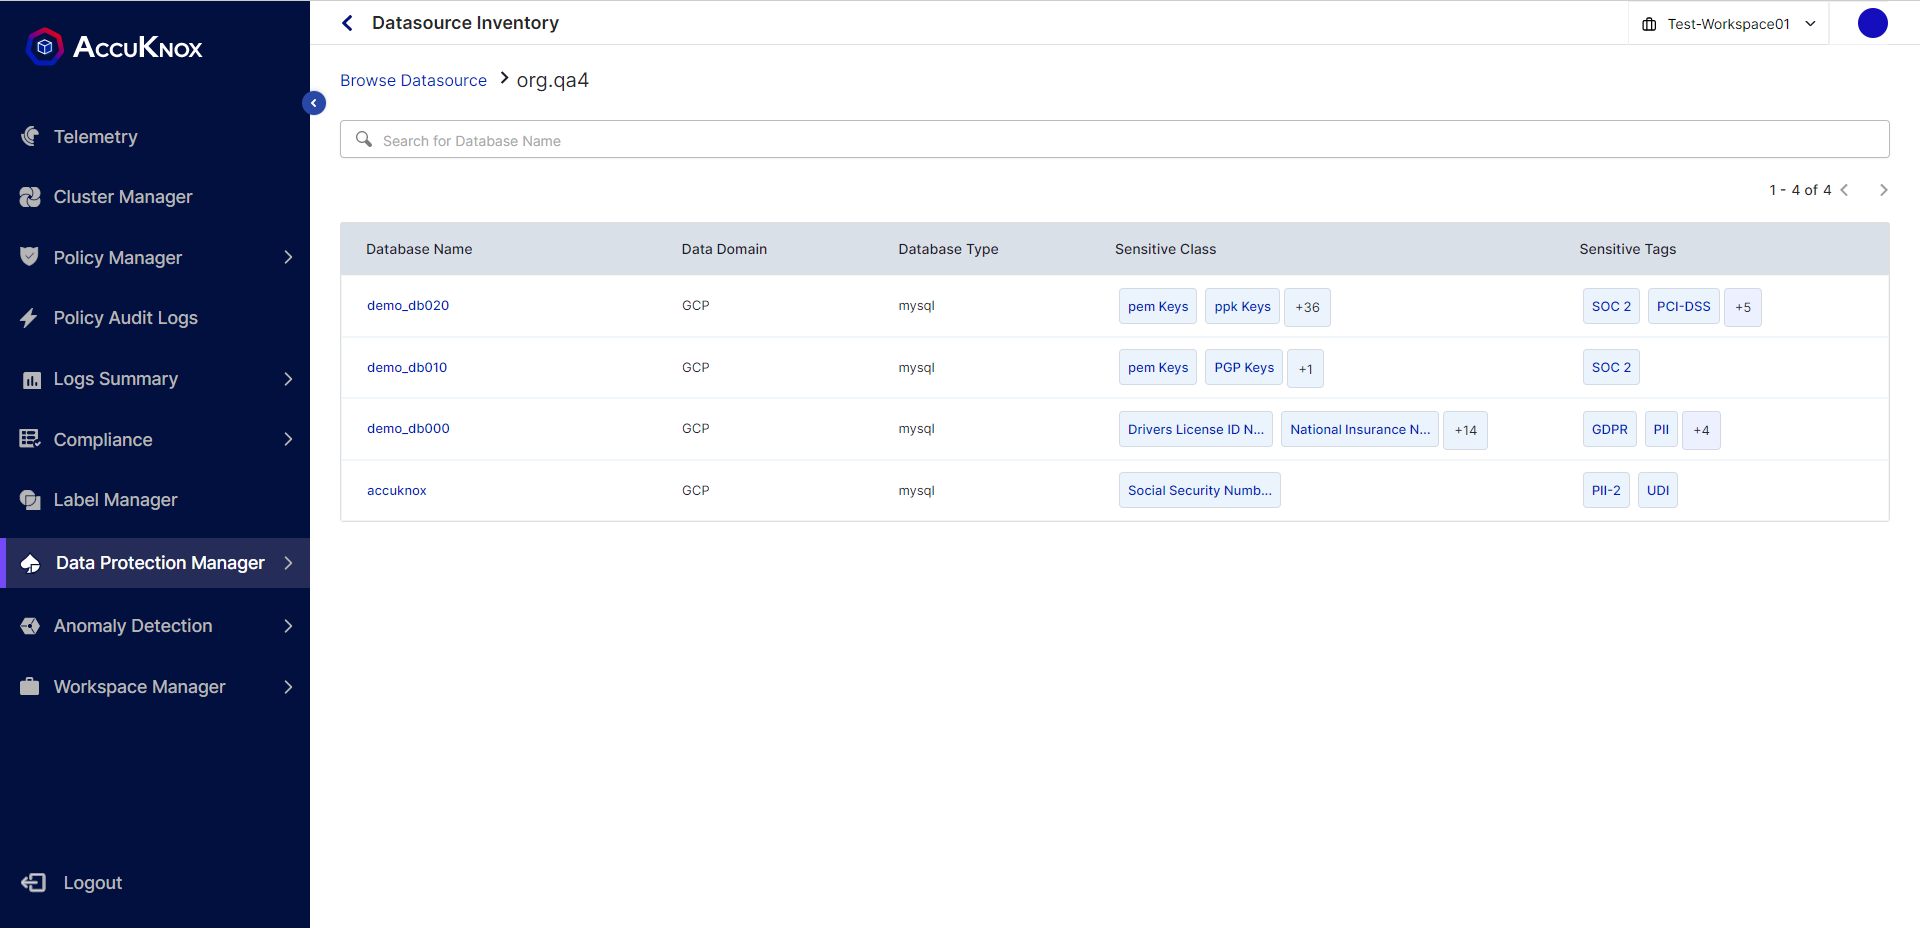 ACCUKNOX
Telemetry
Cluster Manager
Policy Manager
Policy Audit Logs
Logs Summary
Compliance
Label Manager
Data Protection Manager
Anomaly Detection
Workspace Manager
Logout
Datasource Inventory
Test-Workspace01
Browse Datasource org.qa4
Search for Database Name
1 - 4 of 4
Database Name Data Domain Database Type Sensitive Class Sensitive Tags
demo_db020 GCP mysql pem Keys ppk Keys +36 SOC 2 PCI-DSS +5
demo_db010 GCP mysql pem Keys PGP Keys +1 SOC 2
demo_db000 GCP mysql Drivers License ID N... National Insurance N... +14 GDPR PII +4
accuknox GCP mysql Social Security Numb... PII-2 UDI